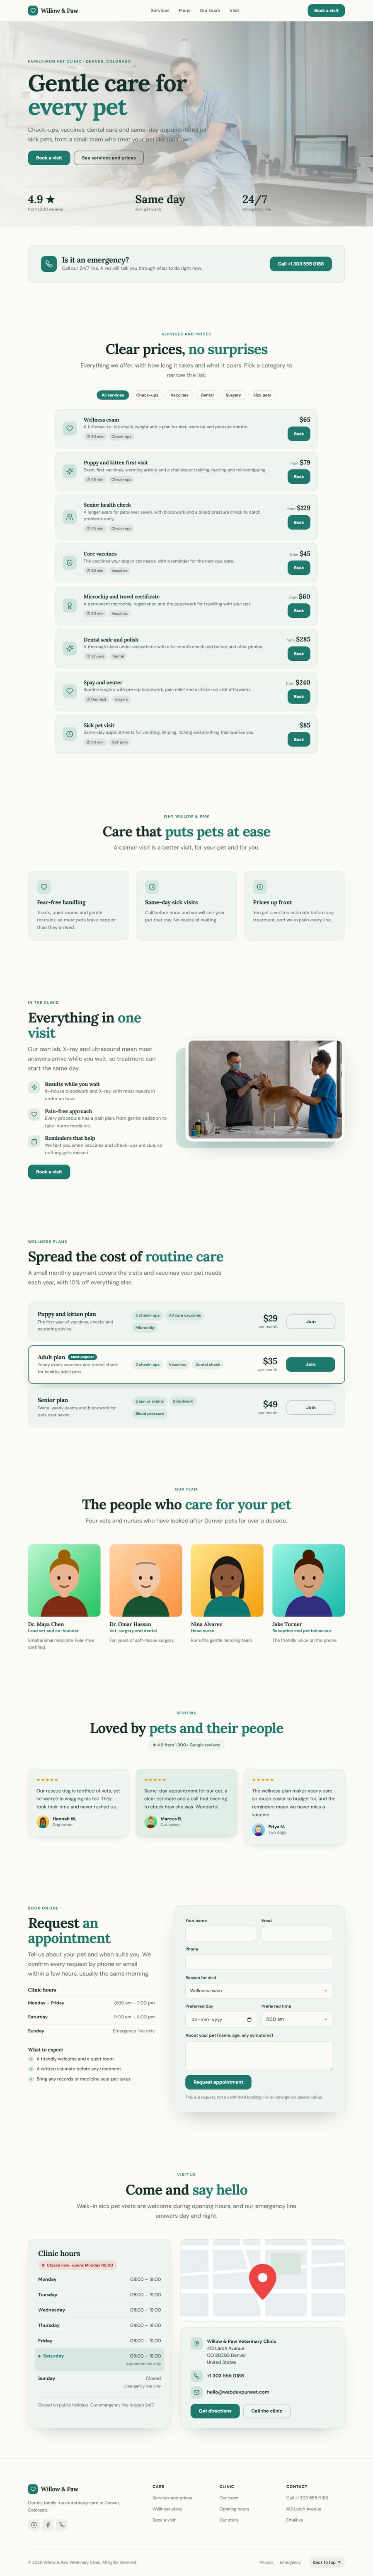 Willow & Paw
Services
Plans
Our team
Visit
Book a visit
FAMILY-RUN VET CLINIC · DENVER, COLORADO
Gentle care for
every pet
Check-ups, vaccines, dental care and same-day appointments for
sick pets, from a small team who treat your pet like their own.
Book a visit
See services and prices
4.9 ★
from 1,300 reviews
Same day
sick pet visits
24/7
emergency line
Is it an emergency?
Call our 24/7 line. A vet will talk you through what to do right now.
Call +1 303 555 0188
SERVICES AND PRICES
Clear prices, no surprises
Everything we offer, with how long it takes and what it costs. Pick a category to
narrow the list.
All services
Check-ups
Vaccines
Dental
Surgery
Sick pets
Wellness exam
A full nose-to-tail check, weight and a plan for diet, exercise and parasite control.
30 min
Check-ups
$65
Book
Puppy and kitten first visit
Exam, first vaccines, worming advice and a chat about training, feeding and microchipping.
45 min
Check-ups
from $79
Book
Senior health check
A longer exam for pets over seven, with bloodwork and a blood pressure check to catch
problems early.
45 min
Check-ups
from $129
Book
Core vaccines
The vaccines your dog or cat needs, with a reminder for the next due date.
30 min
Vaccines
from $45
Book
Microchip and travel certificate
A permanent microchip, registration and the paperwork for travelling with your pet.
30 min
Vaccines
from $60
Book
Dental scale and polish
A thorough clean under anaesthetic with a full mouth check and before and after photos.
2 hours
Dental
from $285
Book
Spay and neuter
Routine surgery with pre-op bloodwork, pain relief and a check-up visit afterwards.
Day visit
Surgery
from $240
Book
Sick pet visit
Same-day appointments for vomiting, limping, itching and anything that worries you.
30 min
Sick pets
$85
Book
WHY WILLOW & PAW
Care that puts pets at ease
A calmer visit is a better visit, for your pet and for you.
Fear-free handling
Treats, quiet rooms and gentle
restraint, so most pets leave happier
than they arrived.
Same-day sick visits
Call before noon and we will see your
pet that day. No weeks of waiting.
Prices up front
You get a written estimate before any
treatment, and we explain every line.
IN THE CLINIC
Everything in one
visit
Our own lab, X-ray and ultrasound mean most
answers arrive while you wait, so treatment can
start the same day.
Results while you wait
In-house bloodwork and X-ray, with most results in
under an hour.
Pain-free approach
Every procedure has a pain plan, from gentle sedation to
take-home medicine.
Reminders that help
We text you when vaccines and check-ups are due, so
nothing gets missed.
Book a visit
WELLNESS PLANS
Spread the cost of routine care
A small monthly payment covers the visits and vaccines your pet needs
each year, with 10% off everything else.
Puppy and kitten plan
The first year of vaccines, checks and
neutering advice.
3 check-ups
All core vaccines
Microchip
$29
per month
Join
Adult plan
Most popular
Yearly exam, vaccines and dental check
for healthy adult pets.
2 check-ups
Vaccines
Dental check
$35
per month
Join
Senior plan
Twice-yearly exams and bloodwork for
pets over seven.
2 senior exams
Bloodwork
Blood pressure
$49
per month
Join
OUR TEAM
The people who care for your pet
Four vets and nurses who have looked after Denver pets for over a decade.
Dr. Maya Chen
Lead vet and co-founder
Small animal medicine. Fear-free
certified.
Dr. Omar Hassan
Vet, surgery and dental
Ten years of soft-tissue surgery.
Nina Alvarez
Head nurse
Runs the gentle handling team.
Jake Turner
Reception and pet behaviour
The friendly voice on the phone.
REVIEWS
Loved by pets and their people
★ 4.9 from 1,300+ Google reviews
★★★★★
Our rescue dog is terrified of vets, yet
he walked in wagging his tail. They
took their time and never rushed us.
Hannah W.
Dog owner
★★★★★
Same-day appointment for our cat, a
clear estimate and a call that evening
to check how she was. Wonderful.
Marcus B.
Cat owner
★★★★★
The wellness plan makes yearly care
so much easier to budget for, and the
reminders mean we never miss a
vaccine.
Priya N.
Two dogs
BOOK ONLINE
Request an
appointment
Tell us about your pet and when suits you. We
confirm every request by phone or email
within a few hours, usually the same morning.
Clinic hours
Monday – Friday
8:00 am – 7:00 pm
Saturday
9:00 am – 4:00 pm
Sunday
Emergency line only
What to expect
A friendly welcome and a quiet room
A written estimate before any treatment
Bring any records or medicine your pet takes
Your name
Email
Phone
Reason for visit
Wellness exam
Preferred day
dd-mm-yyyy
Preferred time
8:30 am
About your pet (name, age, any symptoms)
Request appointment
This is a request, not a confirmed booking. For an emergency, please call us.
VISIT US
Come and say hello
Walk-in sick pet visits are welcome during opening hours, and our emergency line
answers day and night.
Clinic hours
Closed now · opens Monday 08:00
Monday
08:00 – 19:00
Tuesday
08:00 – 19:00
Wednesday
08:00 – 19:00
Thursday
08:00 – 19:00
Friday
08:00 – 19:00
Saturday
09:00 – 16:00
Appointments only
Sunday
Closed
Emergency line only
Closed on public holidays. Our emergency line is open 24/7.
Willow & Paw Veterinary Clinic
412 Larch Avenue
CO 80203 Denver
United States
+1 303 555 0188
hello@webdevpuneet.com
Get directions
Call the clinic
Willow & Paw
Gentle, family-run veterinary care in Denver,
Colorado.
CARE
Services and prices
Wellness plans
Book a visit
CLINIC
Our team
Opening hours
Our story
CONTACT
Call +1 303 555 0188
412 Larch Avenue
Email us
© 2026 Willow & Paw Veterinary Clinic. All rights reserved.
Privacy
Emergency
Back to top ↑